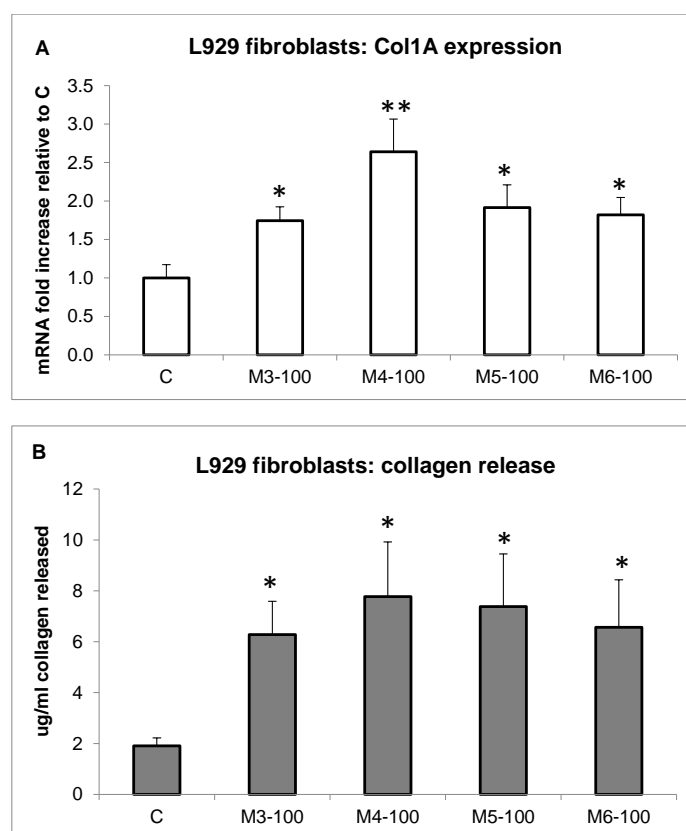 A
L929 fibroblasts: Col1A expression
mRNA fold increase relative to C
3.5
3.0
2.5
2.0
1.5
1.0
0.5
0.0
*
**
*
*
C M3-100 M4-100 M5-100 M6-100
B
L929 fibroblasts: collagen release
ug/ml collagen released
12
10
8
6
4
2
0
*
*
*
*
C M3-100 M4-100 M5-100 M6-100